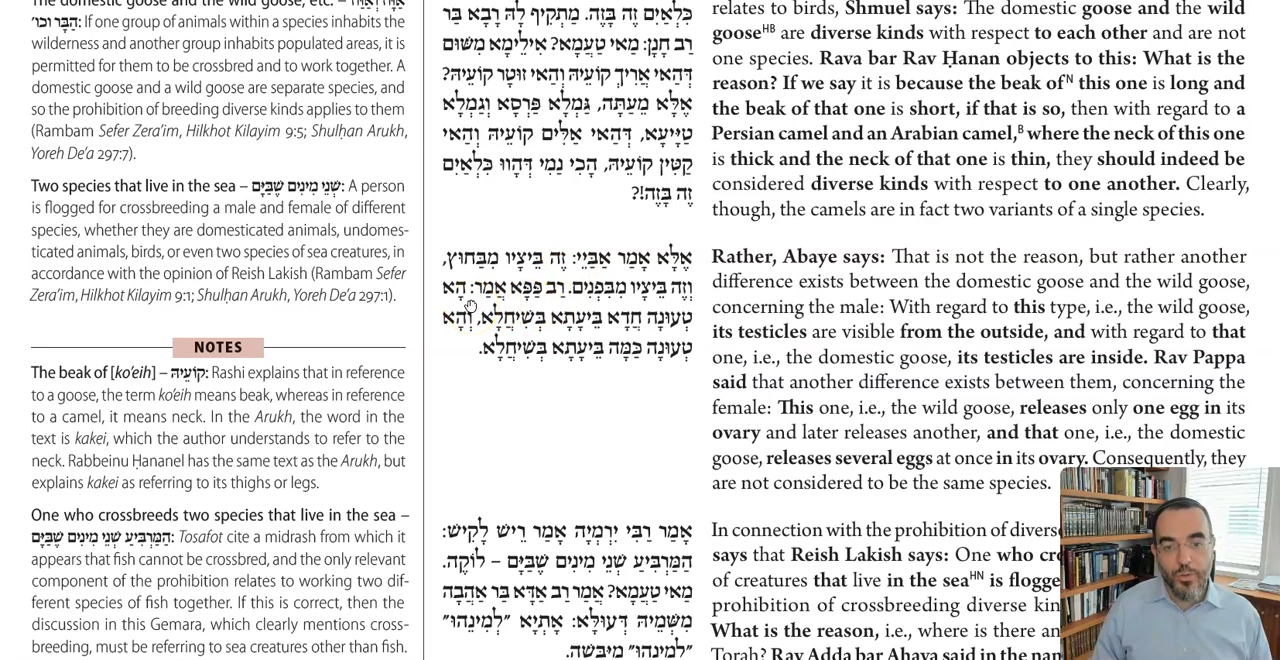 The domestic goose and the wild goose, etc. – אַוָּוז וְאַוַּוז
הַבָּר וכו׳: If one group of animals within a species inhabits the
wilderness and another group inhabits populated areas, it is
permitted for them to be crossbred and to work together. A
domestic goose and a wild goose are separate species, and
so the prohibition of breeding diverse kinds applies to them
(Rambam Sefer Zera’im, Hilkhot Kilayim 9:5; Shulḥan Arukh,
Yoreh De’a 297:7).
Two species that live in the sea – שְׁנֵי מִינִים שֶׁבַּיָּם: A person
is flogged for crossbreeding a male and female of different
species, whether they are domesticated animals, undomes-
ticated animals, birds, or even two species of sea creatures, in
accordance with the opinion of Reish Lakish (Rambam Sefer
Zera’im, Hilkhot Kilayim 9:1; Shulḥan Arukh, Yoreh De’a 297:1).
NOTES
The beak of [ko’eih] – קוֹעֵיהּ: Rashi explains that in reference
to a goose, the term ko’eih means beak, whereas in reference
to a camel, it means neck. In the Arukh, the word in the
text is kakei, which the author understands to refer to the
neck. Rabbeinu Ḥananel has the same text as the Arukh, but
explains kakei as referring to its thighs or legs.
One who crossbreeds two species that live in the sea –
הַמַּרְבִּיעַ שְׁנֵי מִינִים שֶׁבַּיָּם: Tosafot cite a midrash from which it
appears that fish cannot be crossbred, and the only relevant
component of the prohibition relates to working two dif-
ferent species of fish together. If this is correct, then the
discussion in this Gemara, which clearly mentions cross-
breeding, must be referring to sea creatures other than fish.
כִּלְאַיִם זֶה בָּזֶה. מַתְקֵיף לַהּ רָבָא בַּר
רַב חָנָן: מַאי טַעְמָא? אִילֵּימָא מִשּׁוּם
דְּהַאי אֲרִיךְ קוֹעֵיהּ וְהַאי זוּטָר קוֹעֵיהּ?
אֶלָּא מֵעַתָּה, גַּמְלָא פַּרְסָא וְגַמְלָא
טַיָּיעָא, דְּהַאי אַלִּים קוֹעֵיהּ וְהַאי
קַטִּין קוֹעֵיהּ, הָכִי נַמִי דְּהָווּ כִּלְאַיִם
זֶה בָּזֶה!?
אֶלָּא אָמַר אַבָּיֵי: זֶה בֵּיצָיו מִבַּחוּץ,
וְזֶה בֵּיצָיו מִבִּפְנִים. רַב פָּפָּא אֲמַר: הָא
טְעוּנָה חֲדָא בֵּיעֲתָא בְּשִׁיחְלָא, וְהָא
טְעוּנָה כַּמָּה בֵּיעֲתָא בְּשִׁיחְלָא.
אָמַר רַבִּי יִרְמְיָה אָמַר רֵישׁ לָקִישׁ:
הַמַּרְבִּיעַ שְׁנֵי מִינִים שֶׁבַּיָּם – לוֹקֶה.
מַאי טַעְמָא? אָמַר רַב אַדָּא בַּר אַהֲבָה
מִשְּׁמֵיהּ דְּעוּלָּא: אָתְיָא ״לְמִינֵהוּ״
״לְמִינֵהוּ״ מִיַּבָּשָׁה.
relates to birds, Shmuel says: The domestic goose and the wild
gooseHB are diverse kinds with respect to each other and are not
one species. Rava bar Rav Ḥanan objects to this: What is the
reason? If we say it is because the beak ofN this one is long and
the beak of that one is short, if that is so, then with regard to a
Persian camel and an Arabian camel,B where the neck of this one
is thick and the neck of that one is thin, they should indeed be
considered diverse kinds with respect to one another. Clearly,
though, the camels are in fact two variants of a single species.
Rather, Abaye says: That is not the reason, but rather another
difference exists between the domestic goose and the wild goose,
concerning the male: With regard to this type, i.e., the wild goose,
its testicles are visible from the outside, and with regard to that
one, i.e., the domestic goose, its testicles are inside. Rav Pappa
said that another difference exists between them, concerning the
female: This one, i.e., the wild goose, releases only one egg in its
ovary and later releases another, and that one, i.e., the domestic
goose, releases several eggs at once in its ovary. Consequently, they
are not considered to be the same species.
In connection with the prohibition of diverse
says that Reish Lakish says: One who cr
of creatures that live in the seaHN is flogge
prohibition of crossbreeding diverse kin
What is the reason, i.e., where is there an
Torah? Rav Adda bar Ahava said in the nam